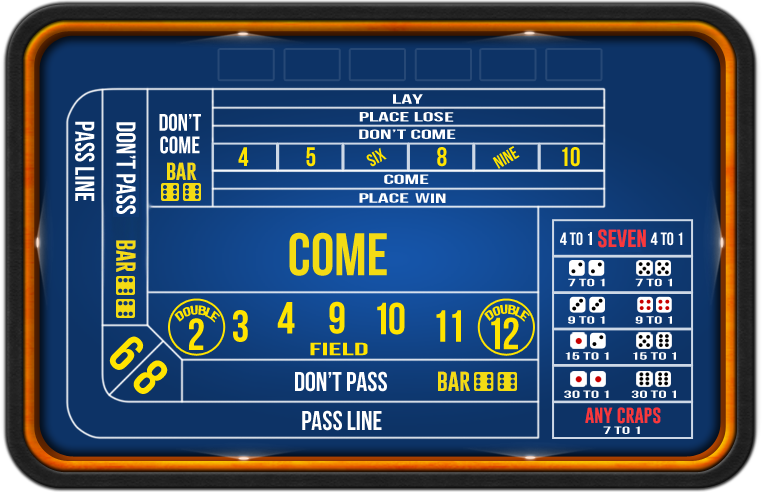 LAY
PLACE LOSE
DON'T COME
4 5 SIX 8 NINE 10
COME
PLACE WIN
DON'T
COME
BAR
PASS LINE
DON'T PASS BAR
COME
DOUBLE
2
3 4 9 10 11
DOUBLE
12
FIELD
6
8
DON'T PASS BAR
PASS LINE
4 TO 1 SEVEN 4 TO 1
7 TO 1 7 TO 1
9 TO 1 9 TO 1
15 TO 1 15 TO 1
30 TO 1 30 TO 1
ANY CRAPS
7 TO 1